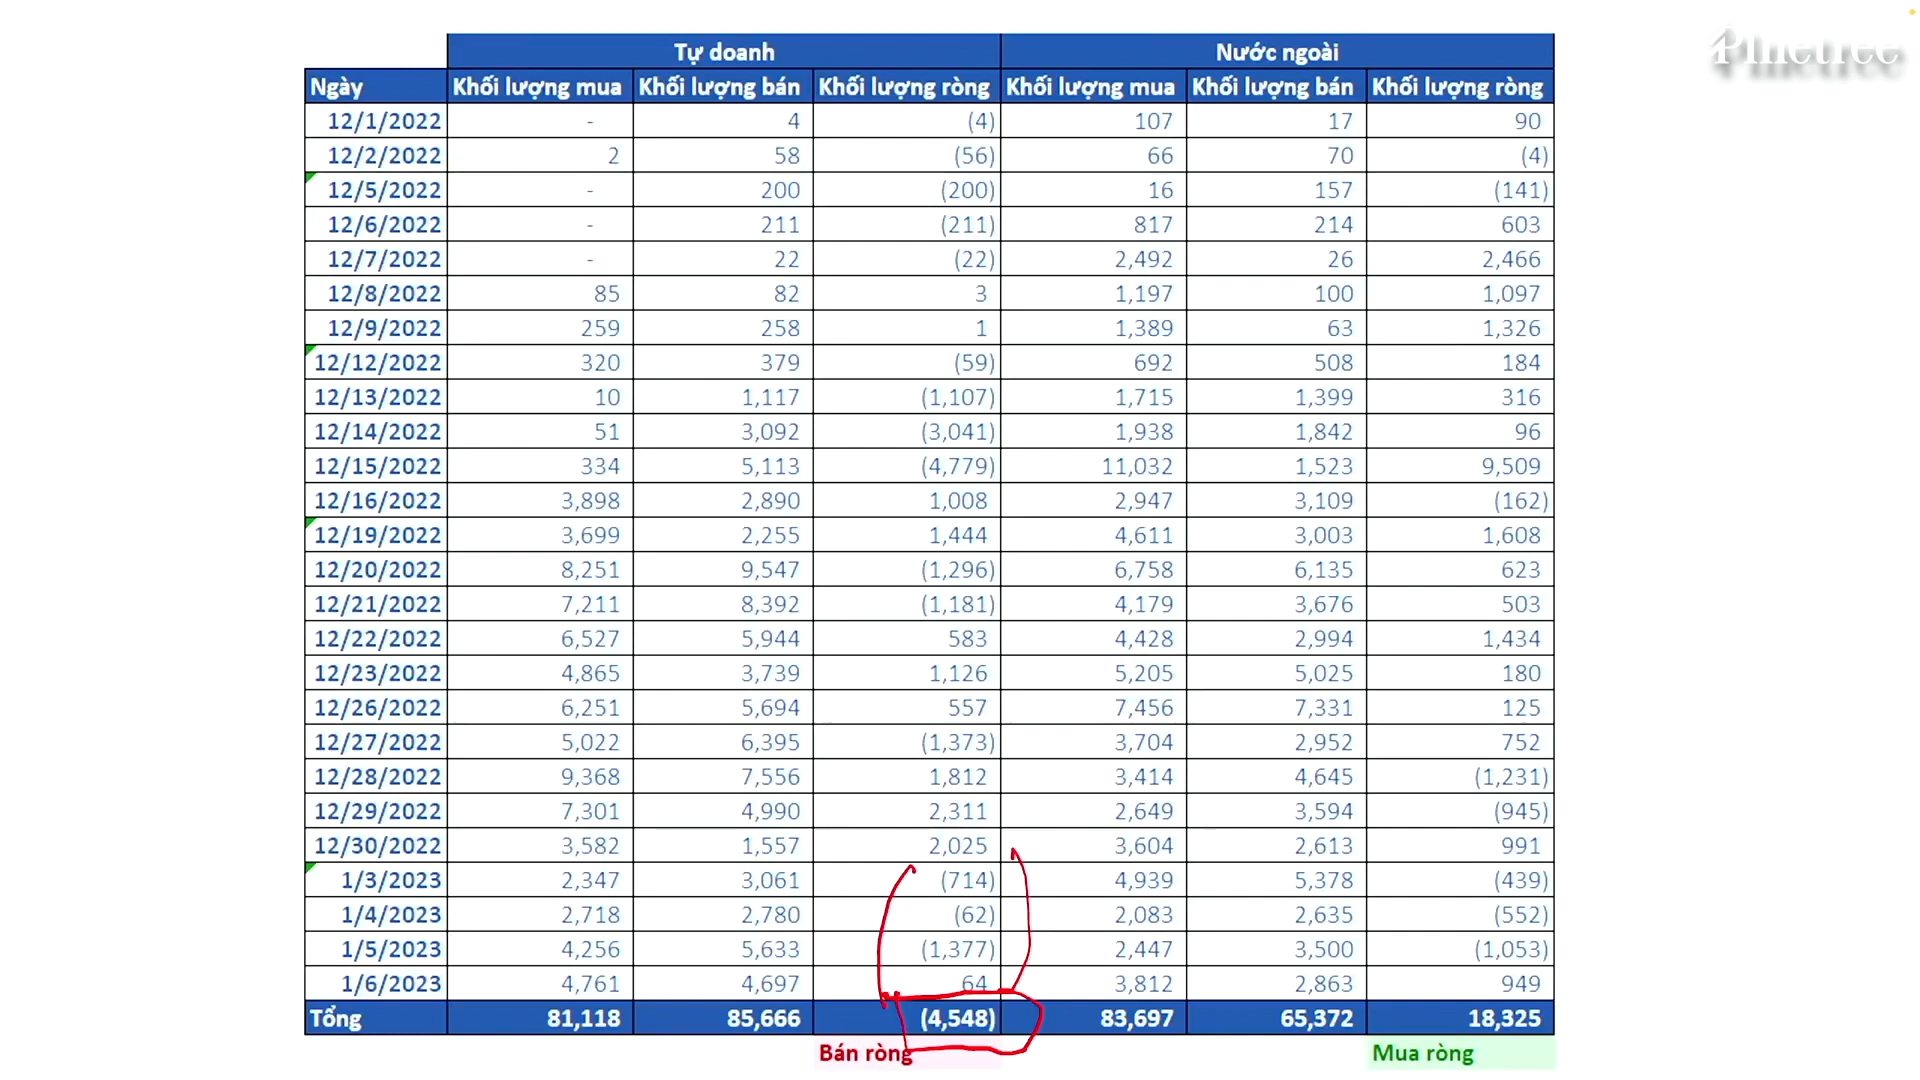 Pinetree
Tự doanh Nước ngoài
Ngày Khối lượng mua Khối lượng bán Khối lượng ròng Khối lượng mua Khối lượng bán Khối lượng ròng
12/1/2022 - 4 (4) 107 17 90
12/2/2022 2 58 (56) 66 70 (4)
12/5/2022 - 200 (200) 16 157 (141)
12/6/2022 - 211 (211) 817 214 603
12/7/2022 - 22 (22) 2,492 26 2,466
12/8/2022 85 82 3 1,197 100 1,097
12/9/2022 259 258 1 1,389 63 1,326
12/12/2022 320 379 (59) 692 508 184
12/13/2022 10 1,117 (1,107) 1,715 1,399 316
12/14/2022 51 3,092 (3,041) 1,938 1,842 96
12/15/2022 334 5,113 (4,779) 11,032 1,523 9,509
12/16/2022 3,898 2,890 1,008 2,947 3,109 (162)
12/19/2022 3,699 2,255 1,444 4,611 3,003 1,608
12/20/2022 8,251 9,547 (1,296) 6,758 6,135 623
12/21/2022 7,211 8,392 (1,181) 4,179 3,676 503
12/22/2022 6,527 5,944 583 4,428 2,994 1,434
12/23/2022 4,865 3,739 1,126 5,205 5,025 180
12/26/2022 6,251 5,694 557 7,456 7,331 125
12/27/2022 5,022 6,395 (1,373) 3,704 2,952 752
12/28/2022 9,368 7,556 1,812 3,414 4,645 (1,231)
12/29/2022 7,301 4,990 2,311 2,649 3,594 (945)
12/30/2022 3,582 1,557 2,025 3,604 2,613 991
1/3/2023 2,347 3,061 (714) 4,939 5,378 (439)
1/4/2023 2,718 2,780 (62) 2,083 2,635 (552)
1/5/2023 4,256 5,633 (1,377) 2,447 3,500 (1,053)
1/6/2023 4,761 4,697 64 3,812 2,863 949
Tổng 81,118 85,666 (4,548) 83,697 65,372 18,325
Bán ròng Mua ròng